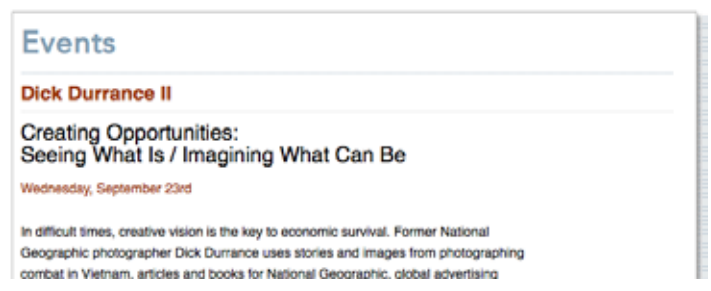 Events
Dick Durrance II
Creating Opportunities:
Seeing What Is / Imagining What Can Be
Wednesday, September 23rd
In difficult times, creative vision is the key to economic survival. Former National
Geographic photographer Dick Durrance uses stories and images from photographing
combat in Vietnam, articles and books for National Geographic, global advertising